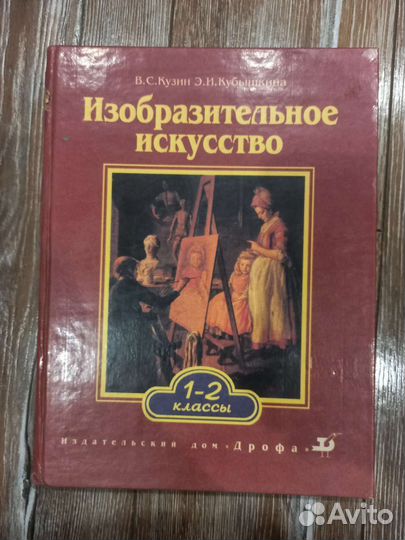 В.С.Кузин Э.И.Кубышкина
Изобразительное
искусство
1-2
классы
Издательский дом «Дрофа»
Avito